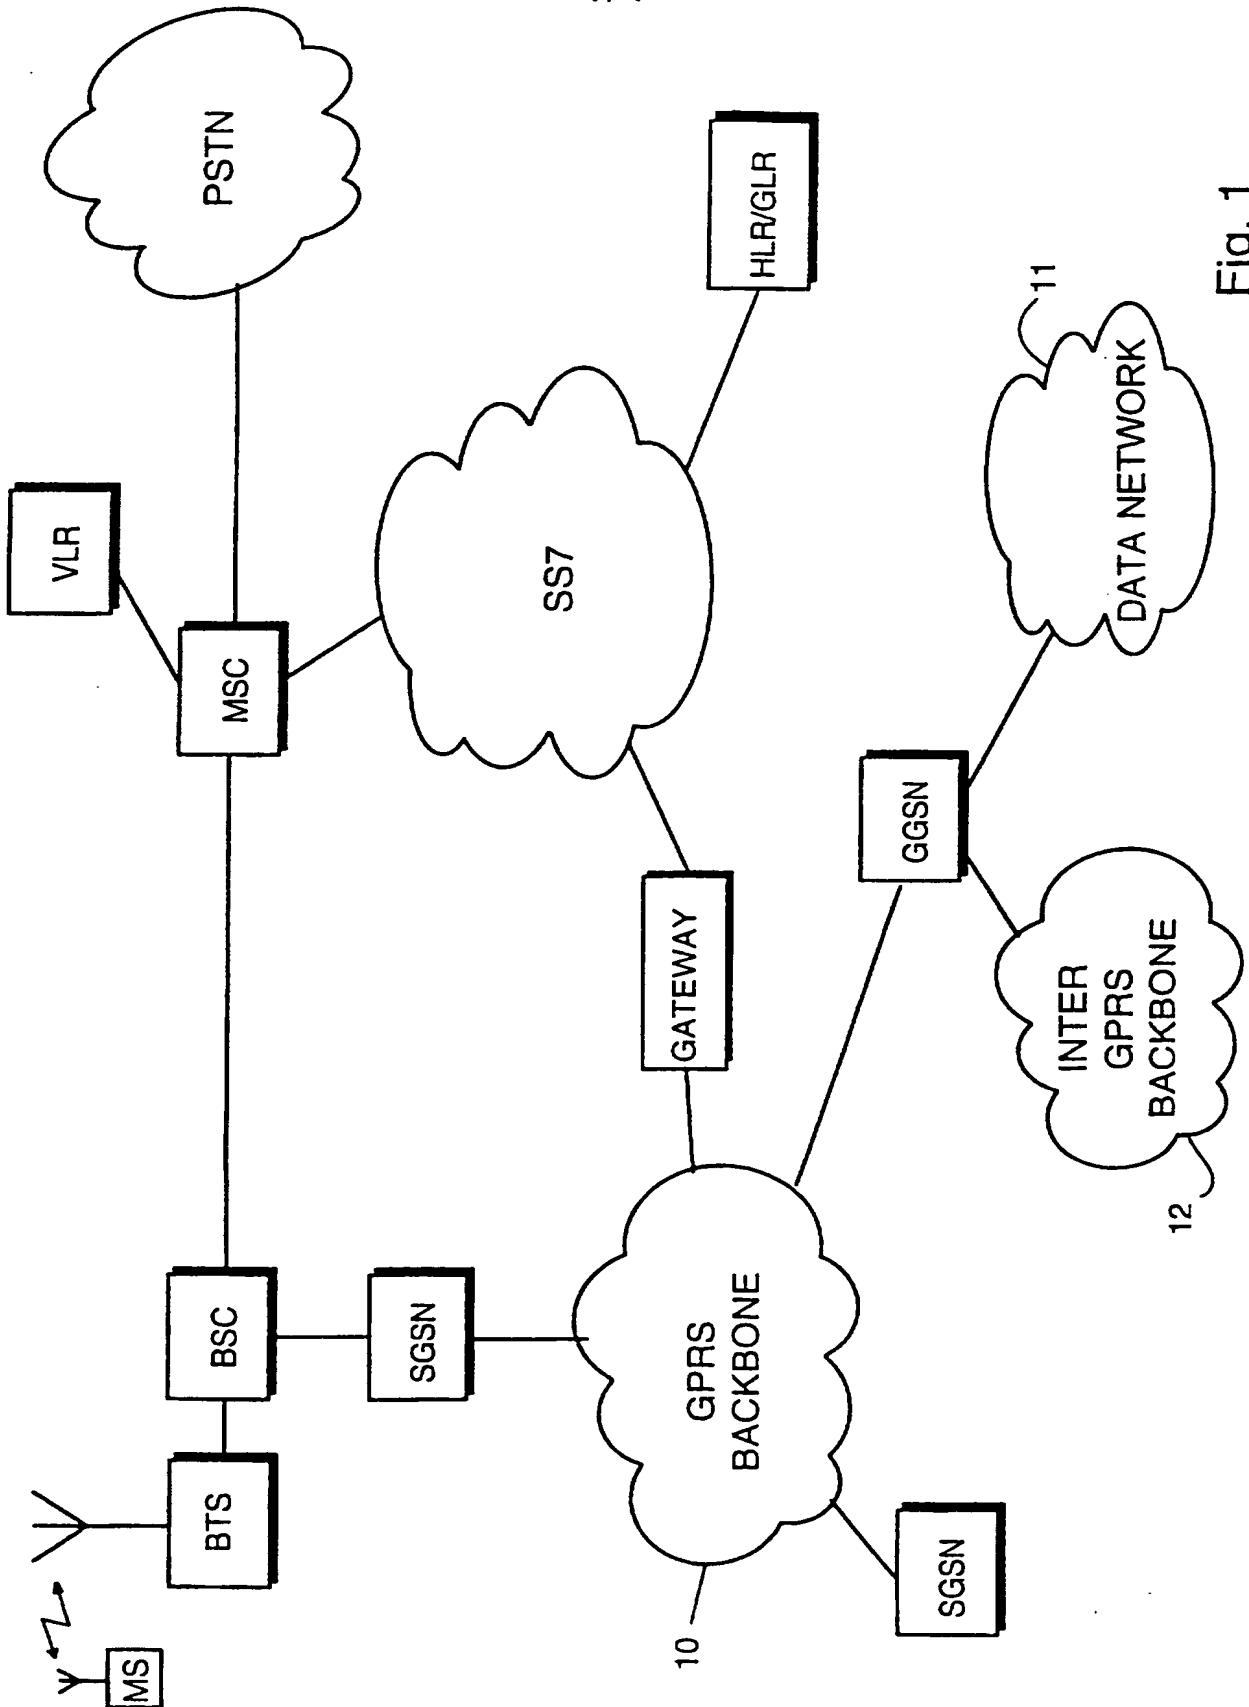 VLR
MS
BTS
BSC
MSC
PSTN
SGSN
SS7
10
GPRS
BACKBONE
GATEWAY
HLR/GLR
GGSN
SGSN
11
INTER
GPRS
BACKBONE
DATA NETWORK
12
Fig. 1